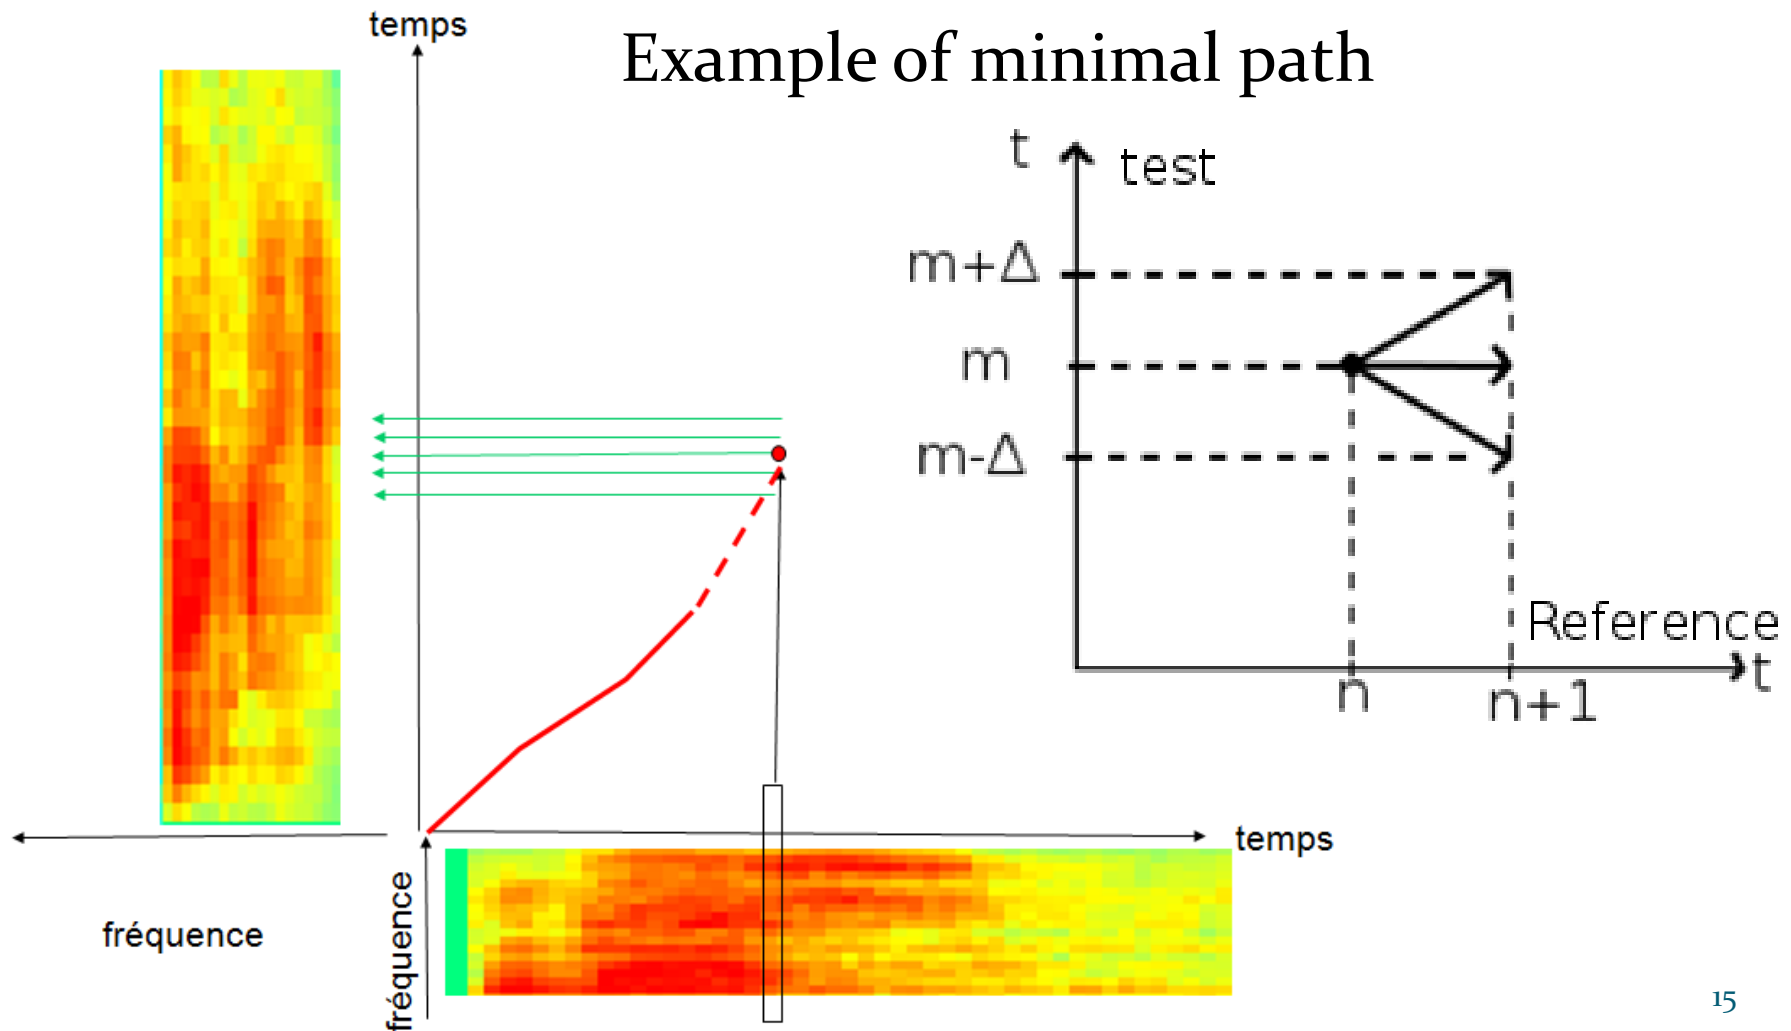 temps
Example of minimal path
t
test
m+Δ
m
m-Δ
Reference
t
n
n+1
temps
fréquence
fréquence
15